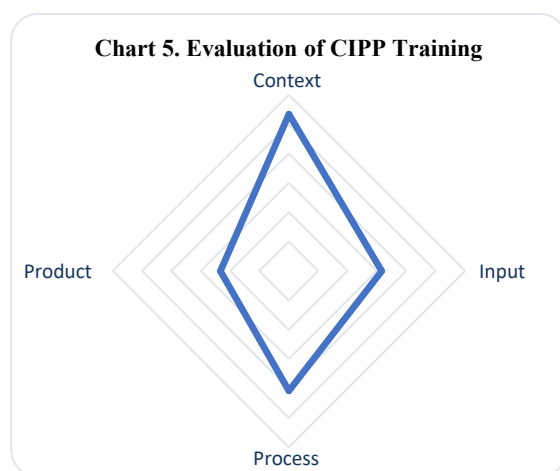 Chart 5. Evaluation of CIPP Training
Context
Product
Input
Process